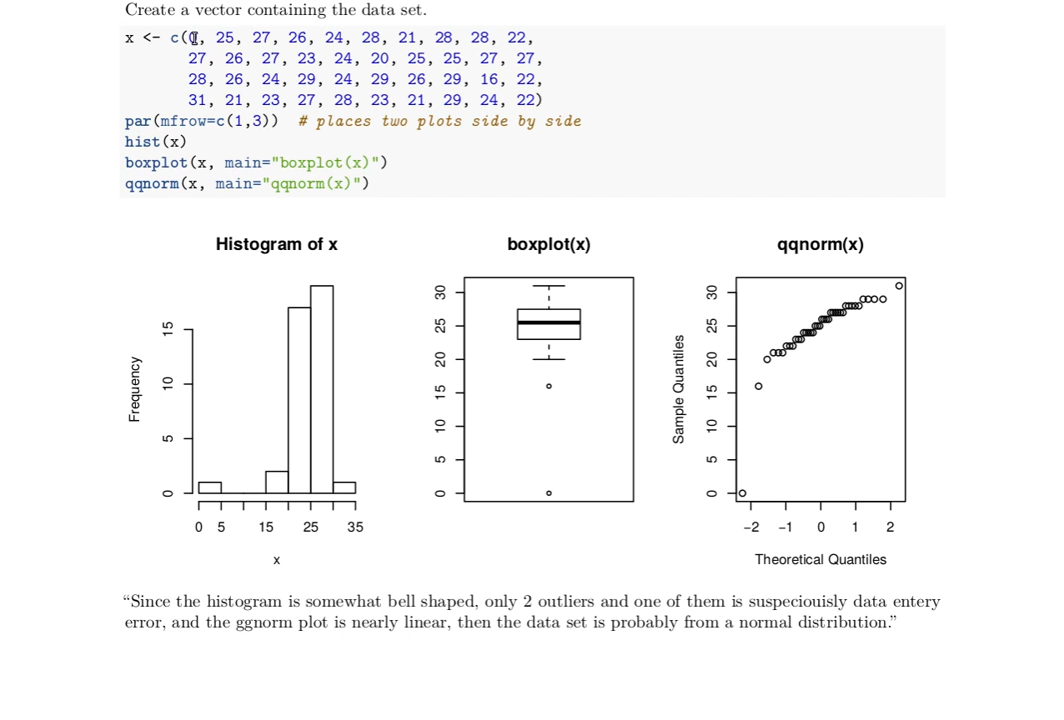 Create a vector containing the data set.
x <- c(0, 25, 27, 26, 24, 28, 21, 28, 28, 22,
27, 26, 27, 23, 24, 20, 25, 25, 27, 27,
28, 26, 24, 29, 24, 29, 26, 29, 16, 22,
31, 21, 23, 27, 28, 23, 21, 29, 24, 22)
par(mfrow=c(1,3)) # places two plots side by side
hist(x)
boxplot(x, main="boxplot(x)")
qqnorm(x, main="qqnorm(x)")
Histogram of x
Frequency
0 5 10 15
0 5 15 25 35
x
boxplot(x)
0 5 10 15 20 25 30
qqnorm(x)
Sample Quantiles
0 5 10 15 20 25 30
−2 −1 0 1 2
Theoretical Quantiles
“Since the histogram is somewhat bell shaped, only 2 outliers and one of them is suspeciouisly data entery
error, and the ggnorm plot is nearly linear, then the data set is probably from a normal distribution.”